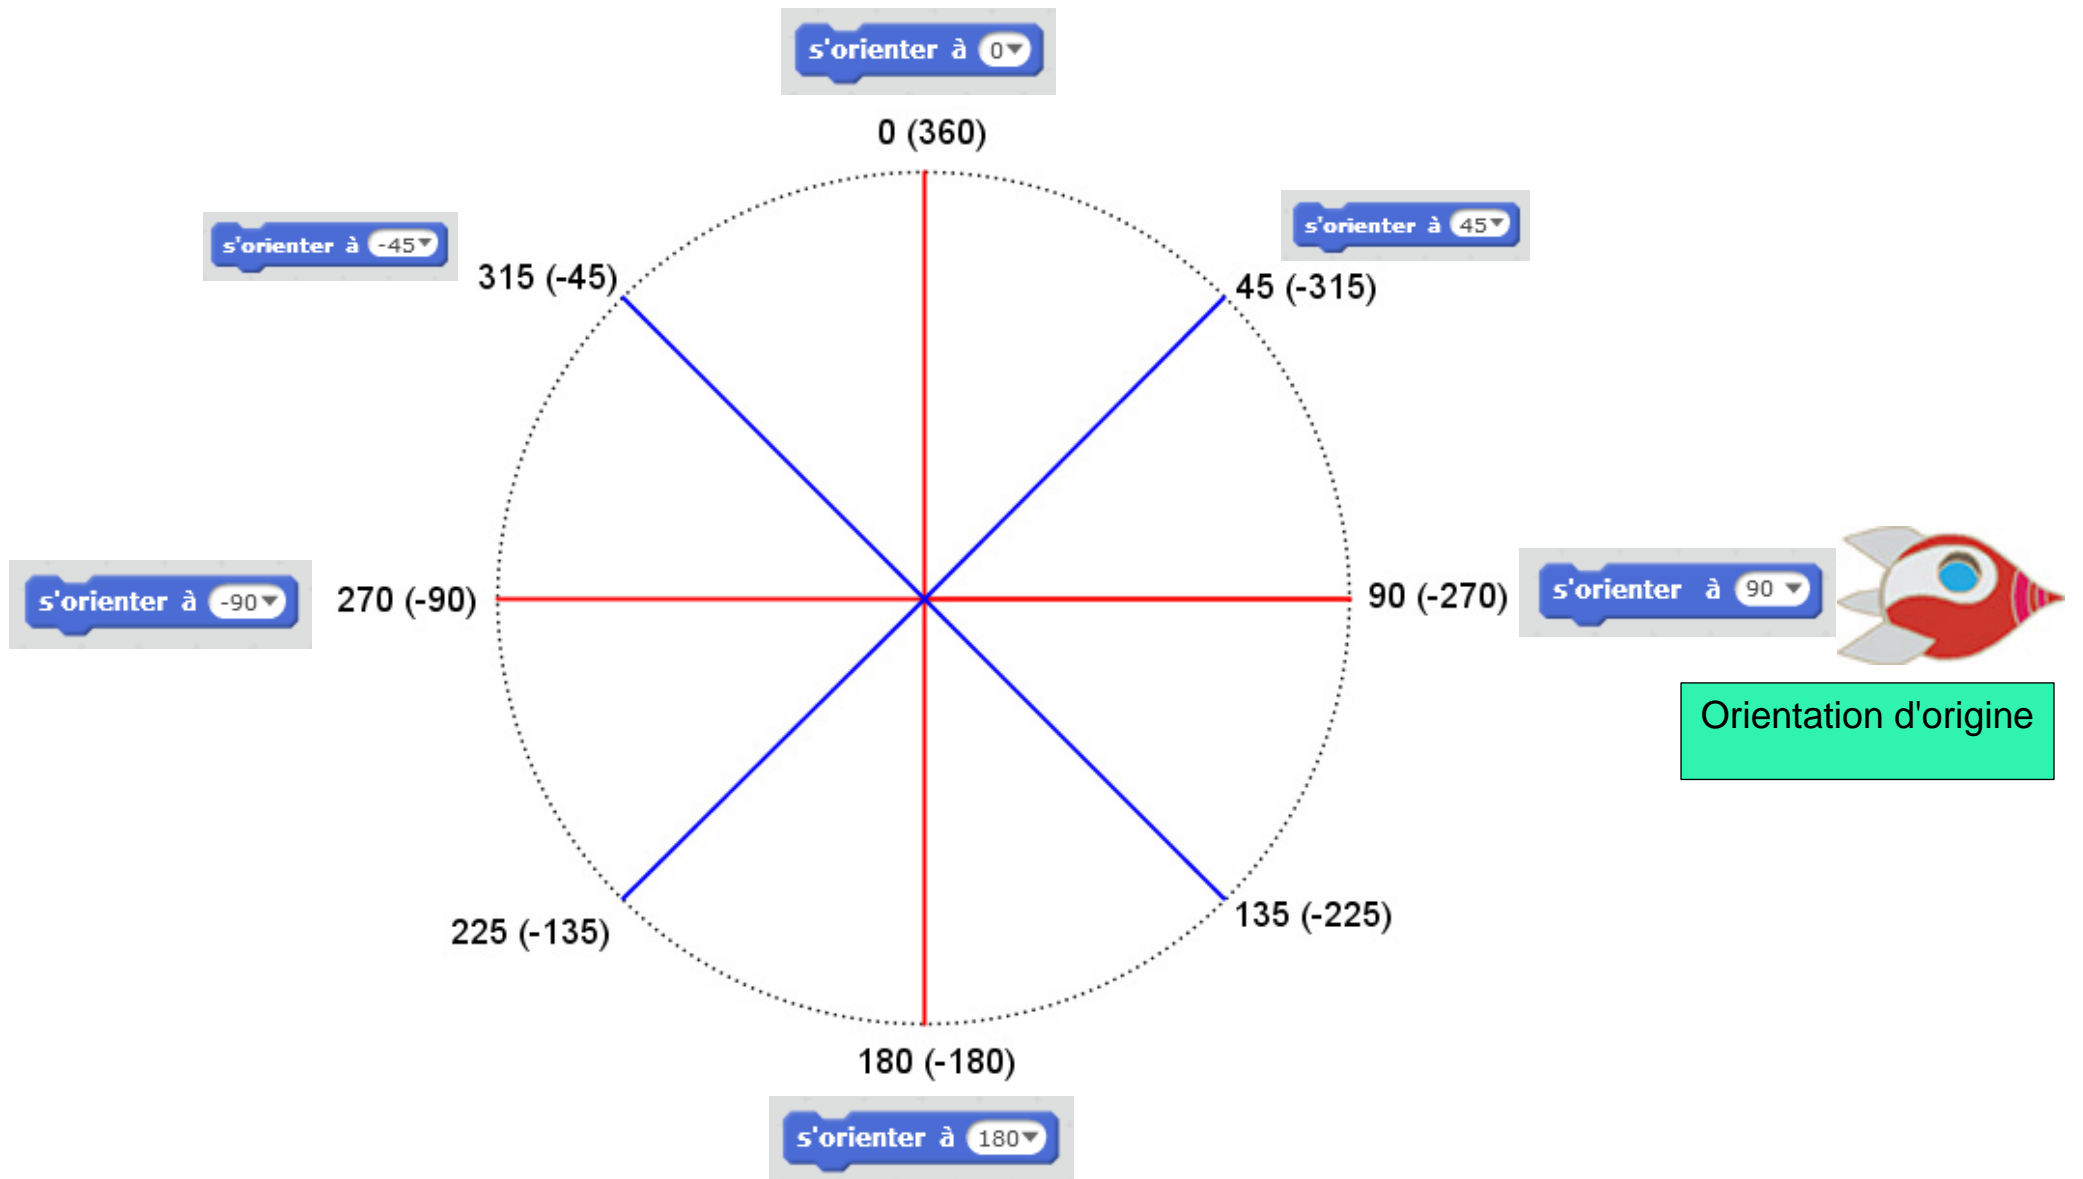 s'orienter à 0
0 (360)
s'orienter à 45
s'orienter à -45
315 (-45)
45 (-315)
s'orienter à -90
270 (-90)
90 (-270)
s'orienter à 90
Orientation d'origine
225 (-135)
135 (-225)
180 (-180)
s'orienter à 180